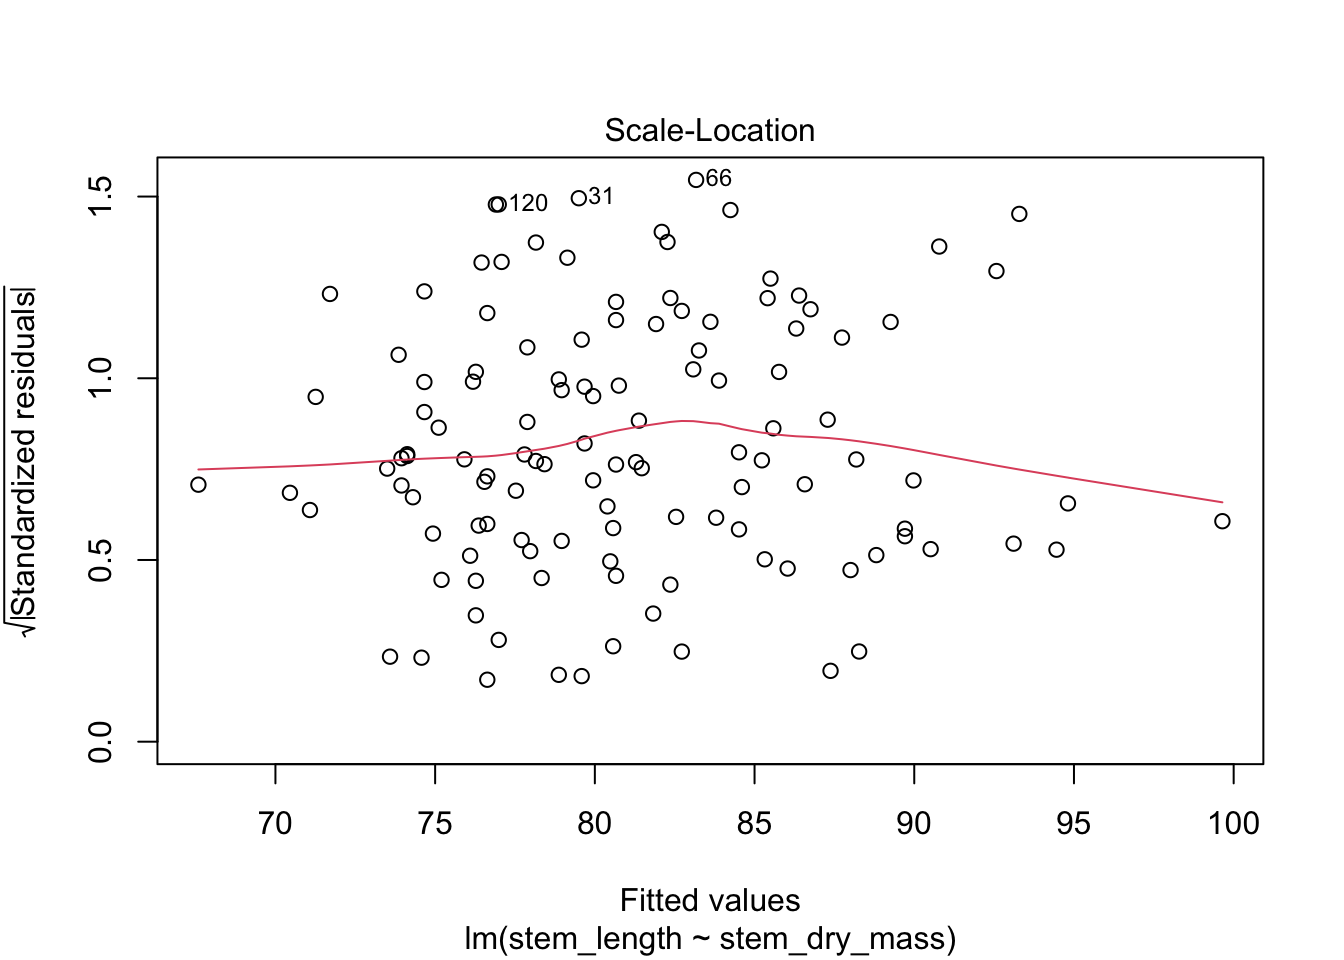 Scale-Location
√|Standardized residuals|
1.5
1.0
0.5
0.0
66
31
120
70 75 80 85 90 95 100
Fitted values
lm(stem_length ~ stem_dry_mass)